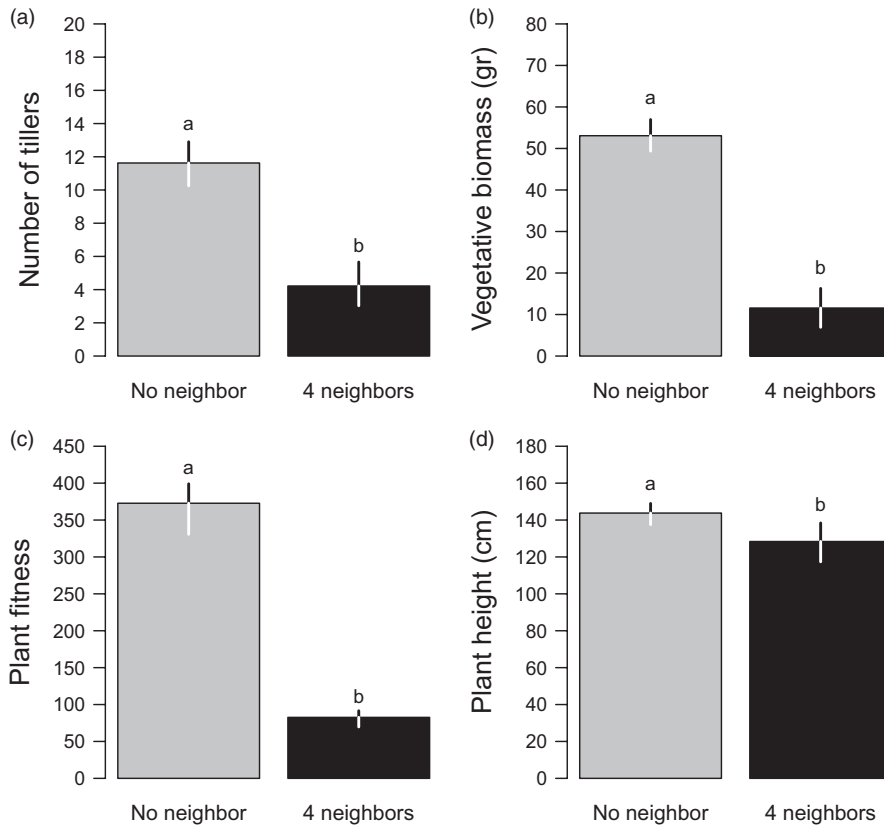 (a)
20
18
16
14
12
10
8
6
4
2
0
Number of tillers
a
b
No neighbor
4 neighbors
(b)
80
70
60
50
40
30
20
10
0
Vegetative biomass (gr)
a
b
No neighbor
4 neighbors
(c)
450
400
350
300
250
200
150
100
50
0
Plant fitness
a
b
No neighbor
4 neighbors
(d)
180
160
140
120
100
80
60
40
20
0
Plant height (cm)
a
b
No neighbor
4 neighbors